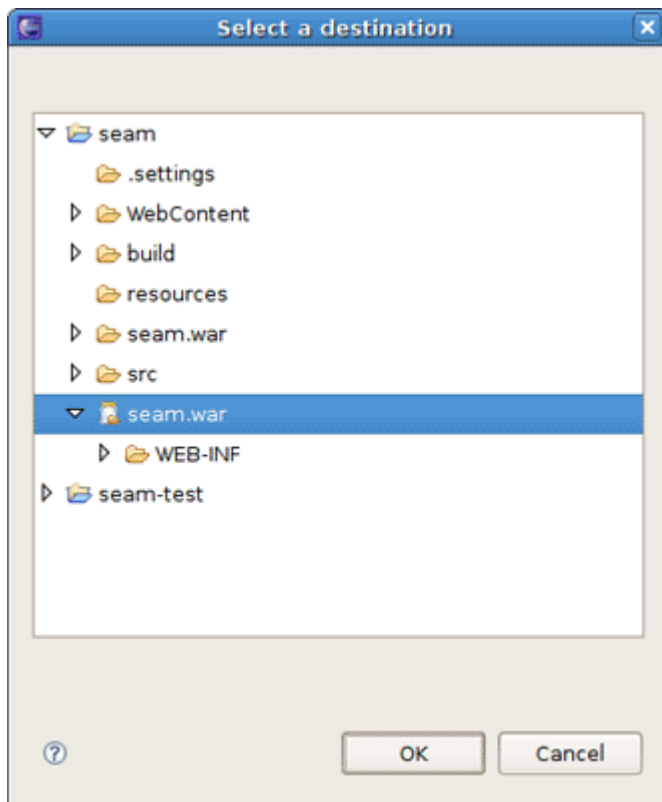 Select a destination
seam
.settings
WebContent
build
resources
seam.war
src
seam.war
WEB-INF
seam-test
?
OK
Cancel